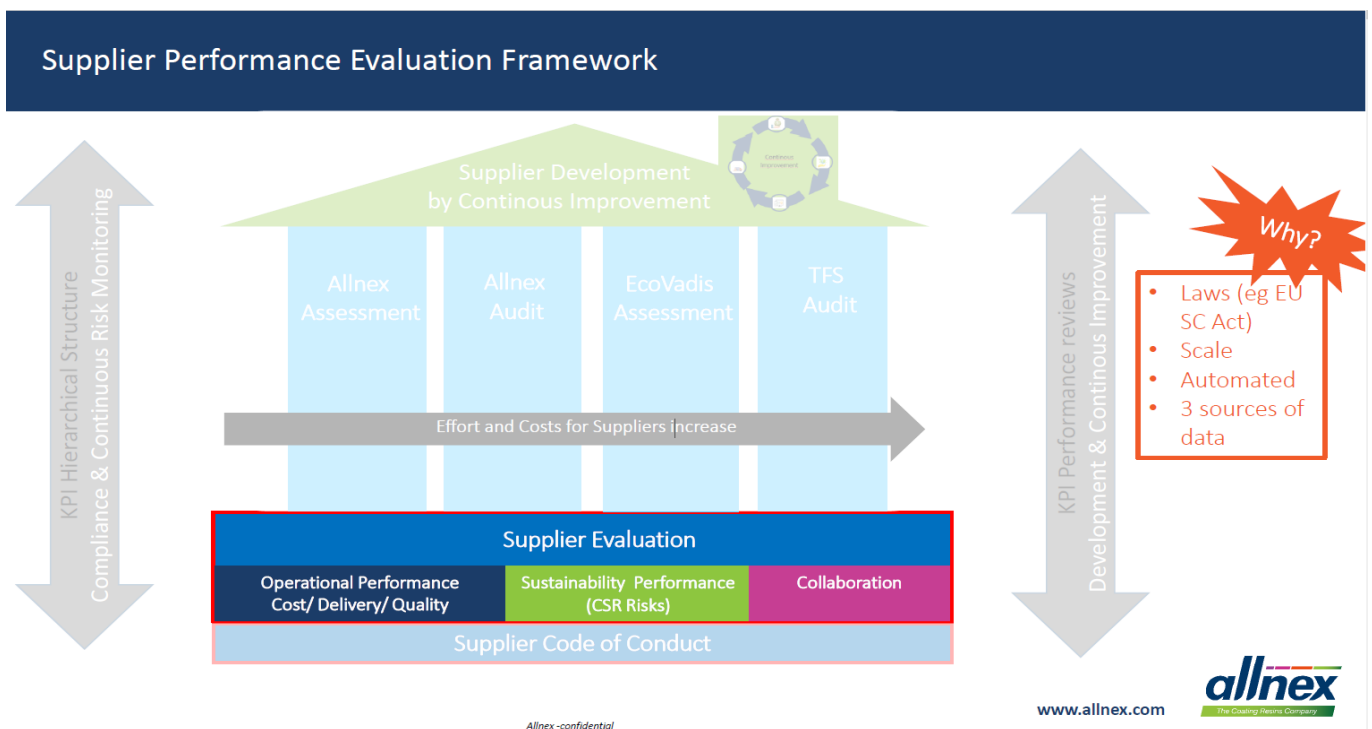 Supplier Performance Evaluation Framework
KPI Hierarchical Structure
Compliance & Continuous Risk Monitoring
Supplier Development
by Continous Improvement
Continous
Improvement
Allnex
Assessment
Allnex
Audit
EcoVadis
Assessment
TFS
Audit
Effort and Costs for Suppliers increase
Supplier Evaluation
Operational Performance
Cost/ Delivery/ Quality
Sustainability Performance
(CSR Risks)
Collaboration
Supplier Code of Conduct
KPI Performance reviews
Development & Continous Improvement
Why?
• Laws (eg EU
SC Act)
• Scale
• Automated
• 3 sources of
data
www.allnex.com
allnex
The Coating Resins Company
Allnex -confidential